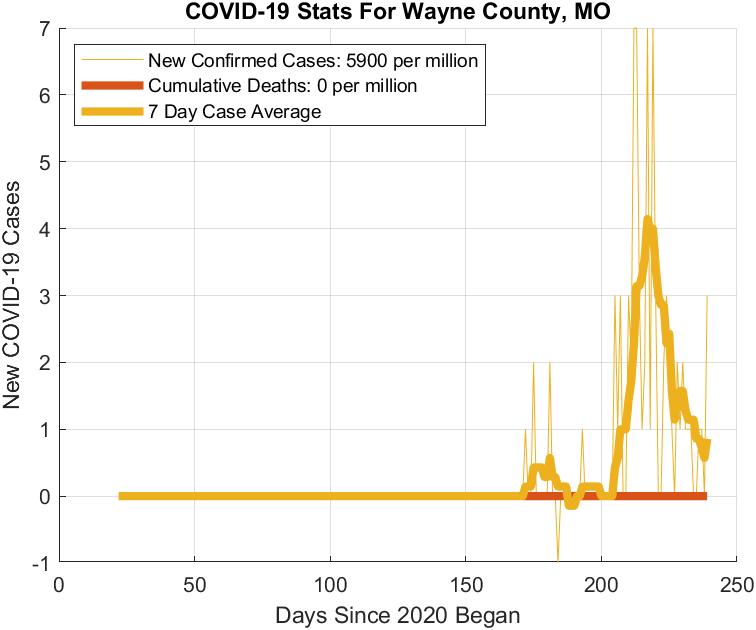 COVID-19 Stats For Wayne County, MO
New Confirmed Cases: 5900 per million
Cumulative Deaths: 0 per million
7 Day Case Average
New COVID-19 Cases
7
6
5
4
3
2
1
0
-1
0 50 100 150 200 250
Days Since 2020 Began